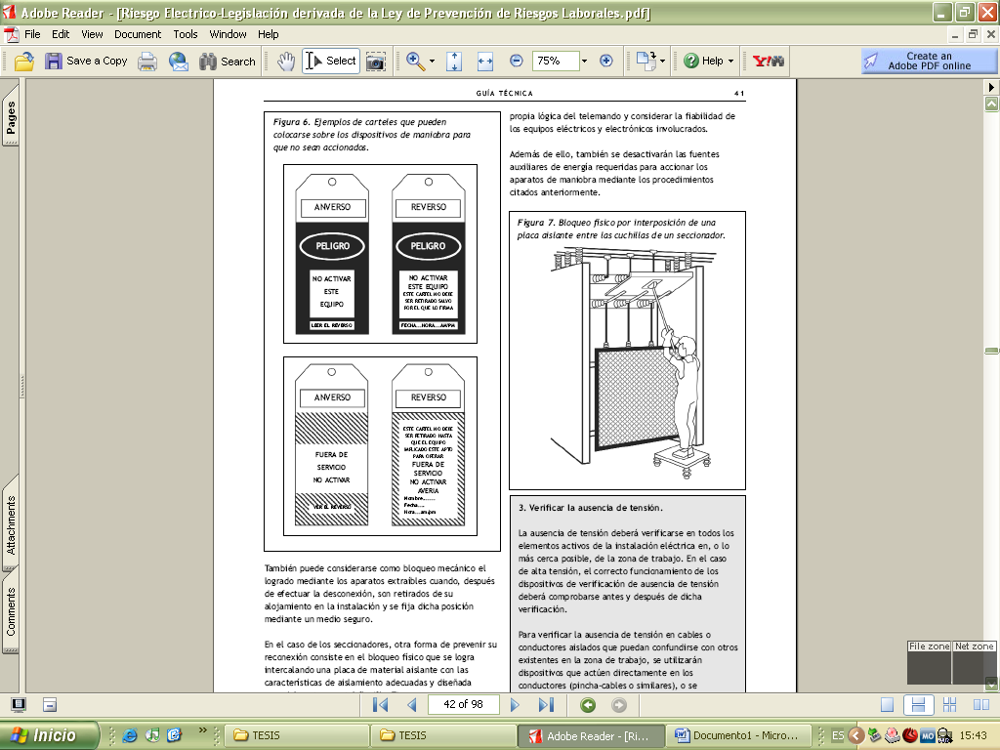 Adobe Reader - [Riesgo Electrico-Legislación derivada de la Ley de Prevención de Riesgos Laborales.pdf]
File Edit View Document Tools Window Help
Save a Copy Search Select 75% Help Y! Create an
Adobe PDF online
Pages
Attachments
Comments
GUÍA TÉCNICA 41
Figura 6. Ejemplos de carteles que pueden
colocarse sobre los dispositivos de maniobra para
que no sean accionados.
ANVERSO
PELIGRO
NO ACTIVAR
ESTE
EQUIPO
LEER EL REVERSO
REVERSO
PELIGRO
NO ACTIVAR
ESTE EQUIPO
ESTE CARTEL NO DEBE
SER RETIRADO SALVO
POR EL QUE LO FIRMA
FECHA...HORA...AM/PM
ANVERSO
FUERA DE
SERVICIO
NO ACTIVAR
VER EL REVERSO
REVERSO
ESTE CARTEL NO DEBE
SER RETIRADO HASTA
QUE EL EQUIPO
IMPLICADO ESTE APTO
PARA OPERAR
FUERA DE
SERVICIO
NO ACTIVAR
AVERIA
Nombre......
Fecha....
Hora...am/pm
También puede considerarse como bloqueo mecánico el
logrado mediante los aparatos extraíbles cuando, después
de efectuar la desconexión, son retirados de su
alojamiento en la instalación y se fija dicha posición
mediante un medio seguro.
En el caso de los seccionadores, otra forma de prevenir su
reconexión consiste en el bloqueo físico que se logra
intercalando una placa de material aislante con las
características de aislamiento adecuadas y diseñada
propia lógica del telemando y considerar la fiabilidad de
los equipos eléctricos y electrónicos involucrados.
Además de ello, también se desactivarán las fuentes
auxiliares de energía requeridas para accionar los
aparatos de maniobra mediante los procedimientos
citados anteriormente.
Figura 7. Bloqueo físico por interposición de una
placa aislante entre las cuchillas de un seccionador.
3. Verificar la ausencia de tensión.
La ausencia de tensión deberá verificarse en todos los
elementos activos de la instalación eléctrica en, o lo
más cerca posible, de la zona de trabajo. En el caso
de alta tensión, el correcto funcionamiento de los
dispositivos de verificación de ausencia de tensión
deberá comprobarse antes y después de dicha
verificación.
Para verificar la ausencia de tensión en cables o
conductores aislados que puedan confundirse con otros
existentes en la zona de trabajo, se utilizarán
dispositivos que actúen directamente en los
conductores (pincha-cables o similares), o se
File zone Net zone
42 of 98
Inicio » TESIS TESIS Adobe Reader - [Ri... Documento1 - Micro... ES MO 15:43